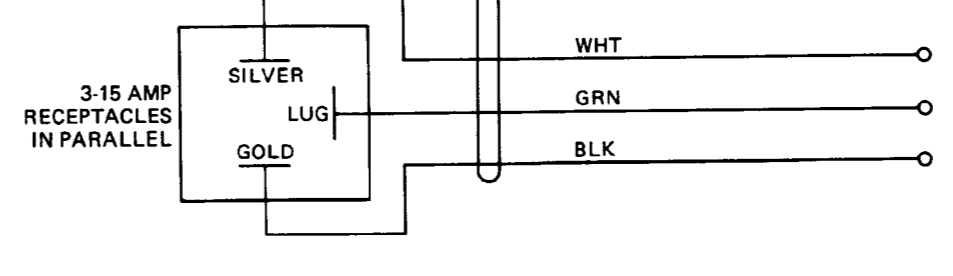 WHT
SILVER
3-15 AMP
RECEPTACLES
IN PARALLEL
LUG
GRN
GOLD
BLK